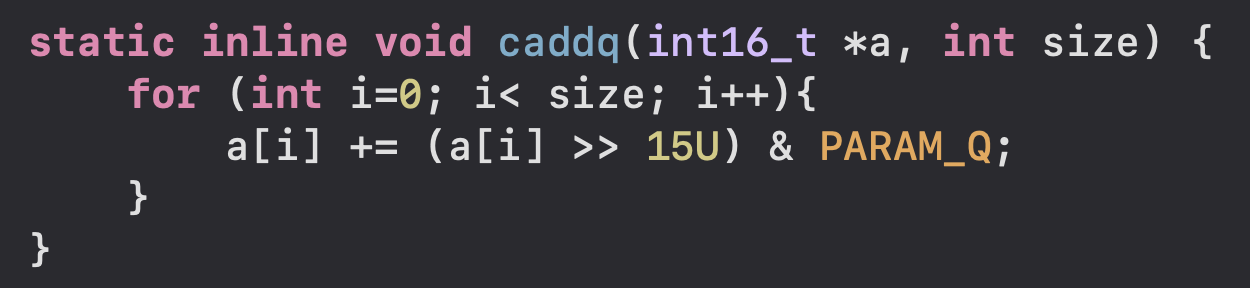 static inline void caddq(int16_t *a, int size) {
    for (int i=0; i< size; i++){
        a[i] += (a[i] >> 15U) & PARAM_Q;
    }
}